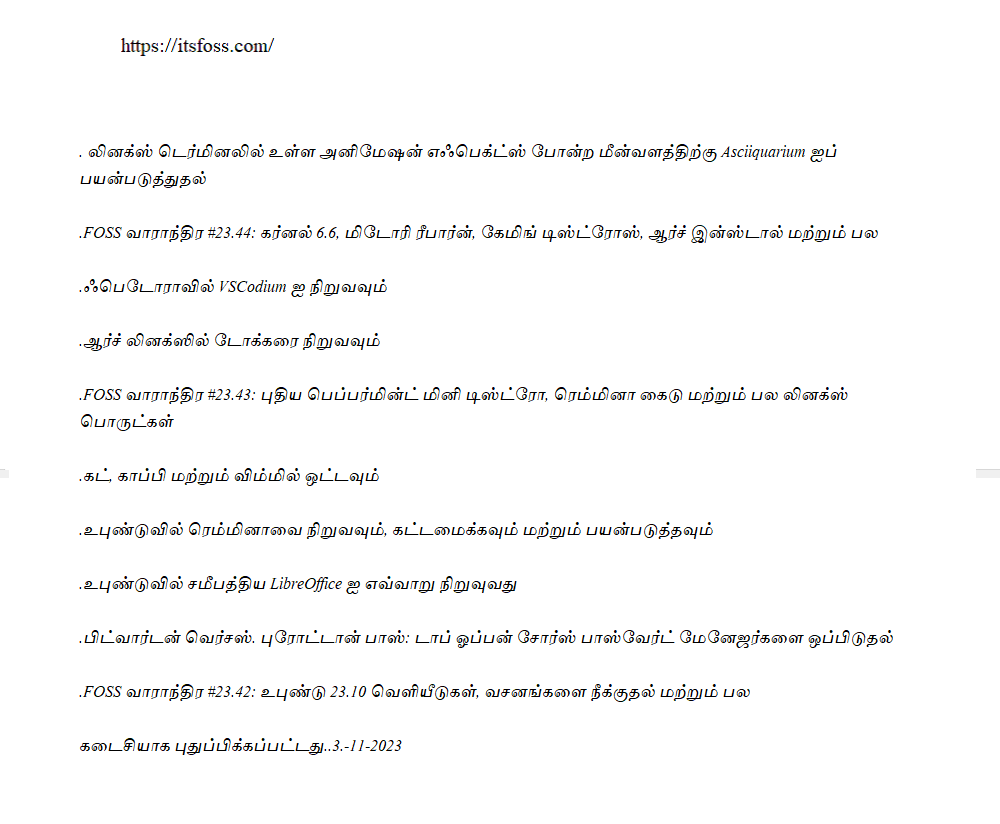 https://itsfoss.com/
. லினக்ஸ் டெர்மினலில் உள்ள அனிமேஷன் எஃபெக்ட்ஸ் போன்ற மீன்வளத்திற்கு Asciiquarium ஐப்
பயன்படுத்துதல்
.FOSS வாராந்திர #23.44: கர்னல் 6.6, மிடோரி ரீபார்ன், கேமிங் டிஸ்ட்ரோஸ், ஆர்ச் இன்ஸ்டால் மற்றும் பல
.ஃபெடோராவில் VSCodium ஐ நிறுவவும்
.ஆர்ச் லினக்ஸில் டோக்கரை நிறுவவும்
.FOSS வாராந்திர #23.43: புதிய பெப்பர்மின்ட் மினி டிஸ்ட்ரோ, ரெம்மினா கைடு மற்றும் பல லினக்ஸ்
பொருட்கள்
.கட், காப்பி மற்றும் விம்மில் ஒட்டவும்
.உபுண்டுவில் ரெம்மினாவை நிறுவவும், கட்டமைக்கவும் மற்றும் பயன்படுத்தவும்
.உபுண்டுவில் சமீபத்திய LibreOffice ஐ எவ்வாறு நிறுவுவது
.பிட்வார்டன் வெர்சஸ். புரோட்டான் பாஸ்: டாப் ஓப்பன் சோர்ஸ் பாஸ்வேர்ட் மேனேஜர்களை ஒப்பிடுதல்
.FOSS வாராந்திர #23.42: உபுண்டு 23.10 வெளியீடுகள், வசனங்களை நீக்குதல் மற்றும் பல
கடைசியாக புதுப்பிக்கப்பட்டது..3.-11-2023